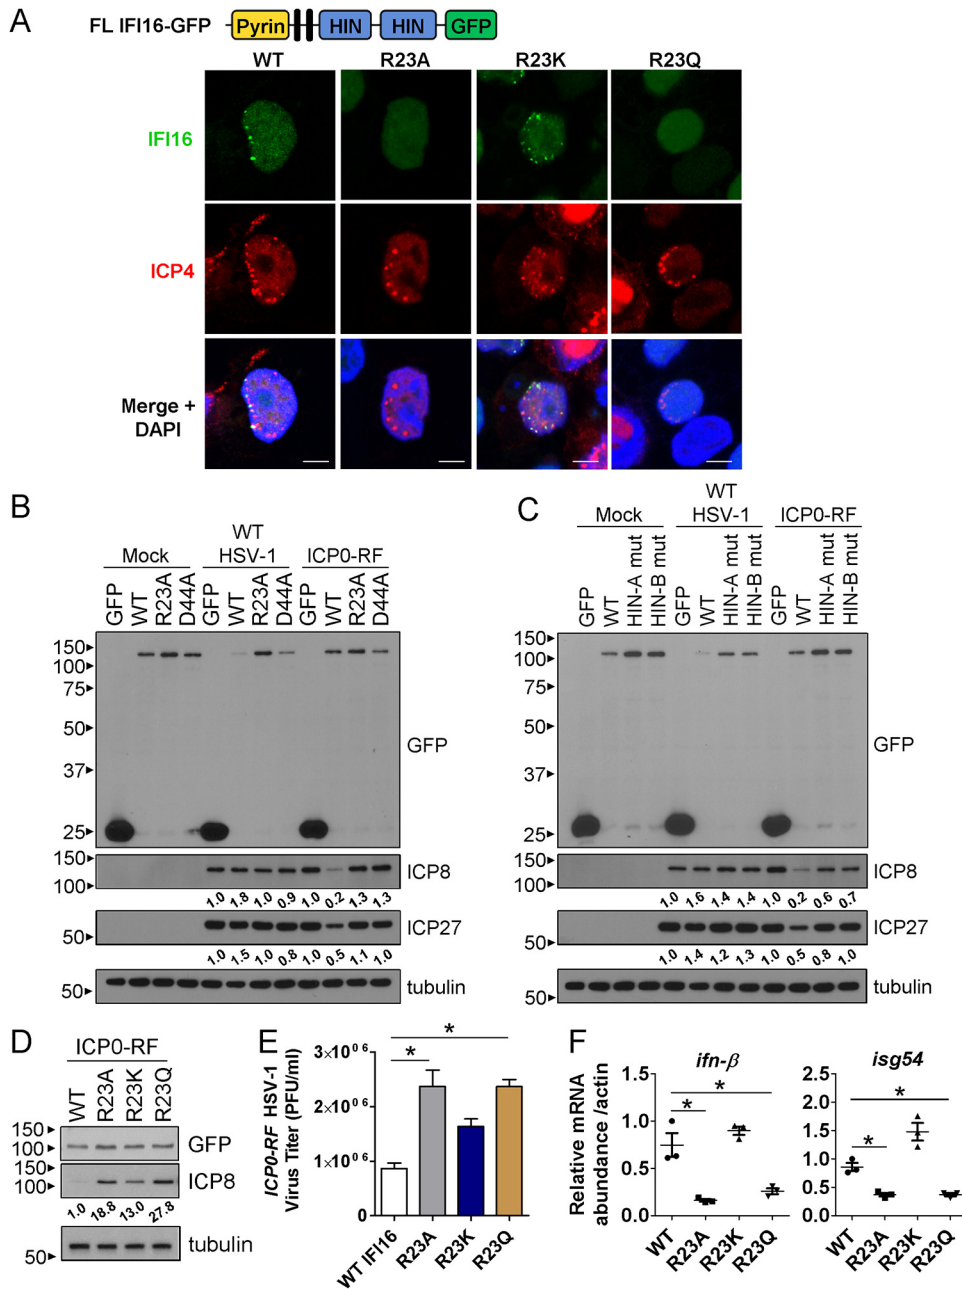 A
FL IFI16-GFP Pyrin HIN HIN GFP
WT R23A R23K R23Q
IFI16
ICP4
Merge +
DAPI
B
Mock WT HSV-1 ICP0-RF
GFP WT R23A D44A GFP WT R23A D44A GFP WT R23A D44A
150
100
75
50
37
25
GFP
150
100
ICP8
1.0 1.8 1.0 0.9 1.0 0.2 1.3 1.3
50
ICP27
1.0 1.5 1.0 0.8 1.0 0.5 1.1 1.0
50
tubulin
C
Mock WT HSV-1 ICP0-RF
GFP WT HIN-A mut HIN-B mut GFP WT HIN-A mut HIN-B mut GFP WT HIN-A mut HIN-B mut
150
100
75
50
37
25
GFP
150
100
ICP8
1.0 1.6 1.4 1.4 1.0 0.2 0.6 0.7
50
ICP27
1.0 1.4 1.2 1.3 1.0 0.5 0.8 1.0
50
tubulin
D
ICP0-RF
WT R23A R23K R23Q
150
100
GFP
150
100
ICP8
1.0 18.8 13.0 27.8
50
tubulin
E
ICP0-RF HSV-1
Virus Titer (PFU/ml)
3×10⁰⁶
2×10⁰⁶
1×10⁰⁶
0
* *
WT IFI16 R23A R23K R23Q
F
Relative mRNA
abundance /actin
ifn-β
1.5
1.0
0.5
0.0
* *
WT R23A R23K R23Q
isg54
2.5
2.0
1.5
1.0
0.5
0.0
* *
WT R23A R23K R23Q